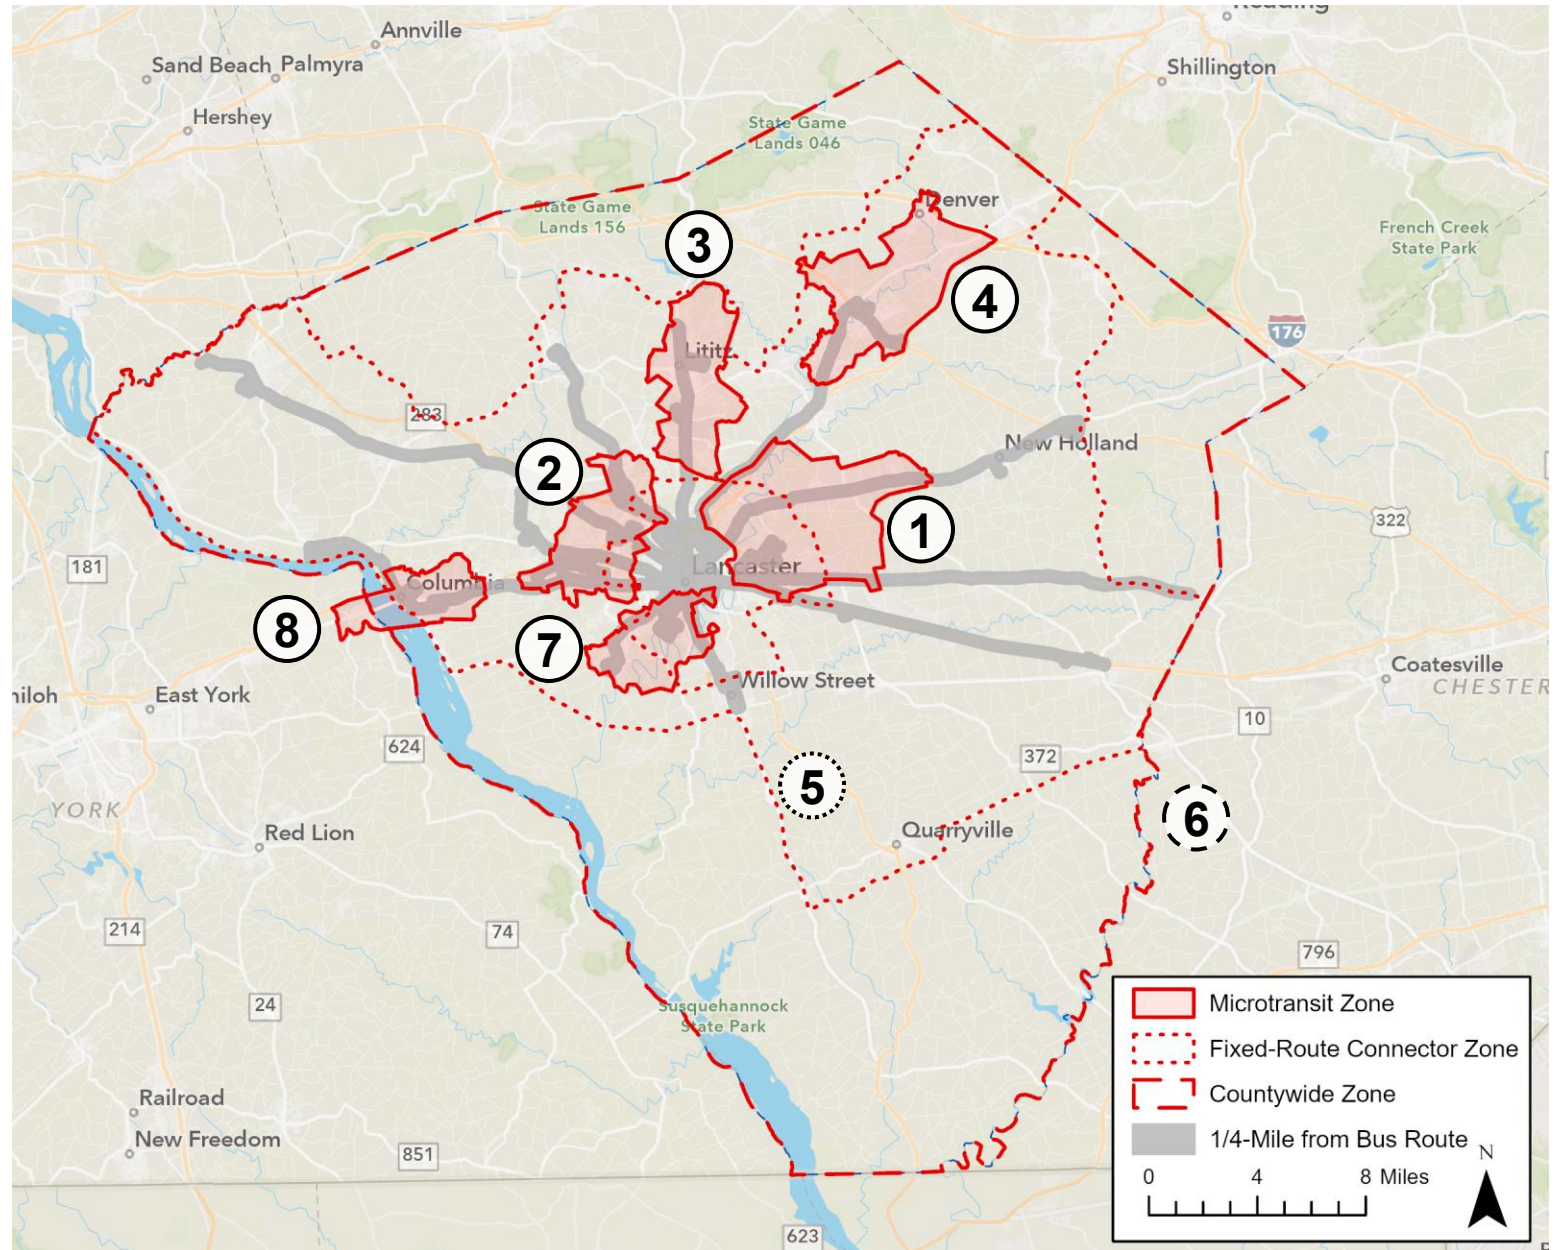 Annville
Sand Beach
Palmyra
Shillington
Hershey
State Game
Lands 046
Denver
State Game
Lands 156
French Creek
State Park
3
4
176
Lititz
283
New Holland
2
1
322
181
Lancaster
Columbia
8
7
Coatesville
CHESTER
Willow Street
East York
10
624
372
5
6
YORK
Red Lion
Quarryville
214
74
796
24
Susquehannock
State Park
Railroad
New Freedom
851
623
Microtransit Zone
Fixed-Route Connector Zone
Countywide Zone
1/4-Mile from Bus Route
N
0 4 8 Miles